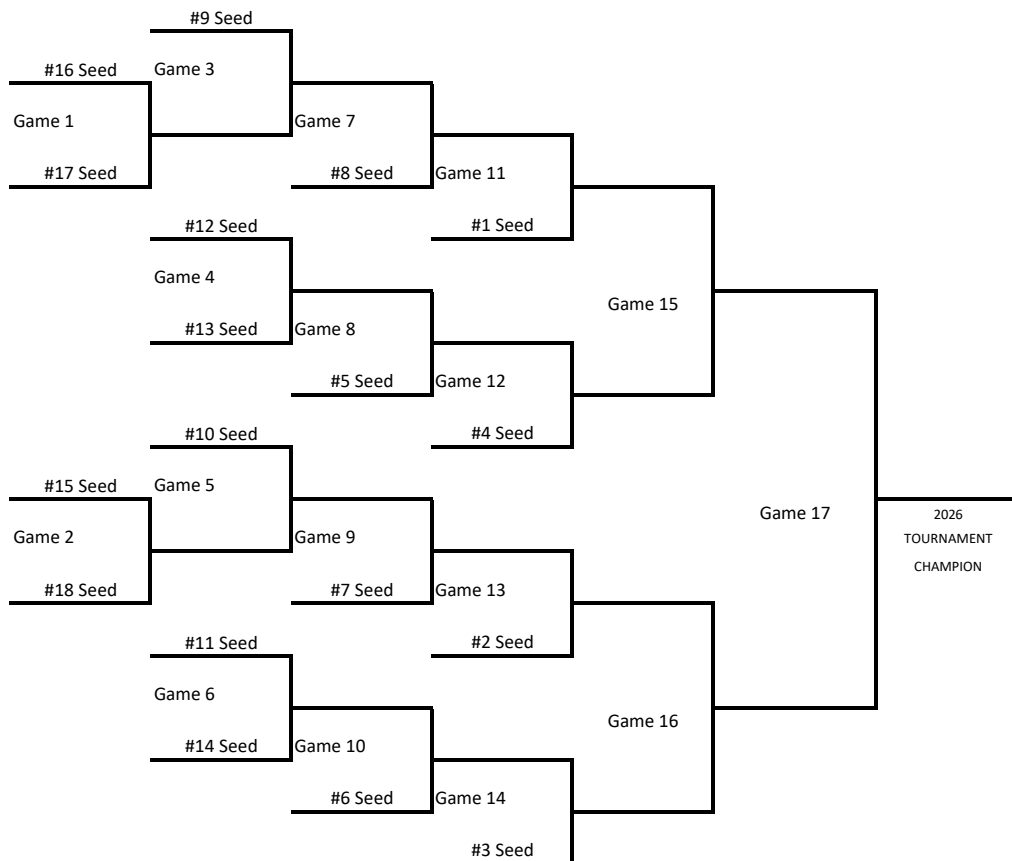 #9 Seed
#16 Seed
Game 3
Game 1
Game 7
#17 Seed
#8 Seed
Game 11
#12 Seed
#1 Seed
Game 4
Game 15
#13 Seed
Game 8
#5 Seed
Game 12
#10 Seed
#4 Seed
#15 Seed
Game 5
Game 17
2026
TOURNAMENT
CHAMPION
Game 2
Game 9
#18 Seed
#7 Seed
Game 13
#11 Seed
#2 Seed
Game 6
Game 16
#14 Seed
Game 10
#6 Seed
Game 14
#3 Seed